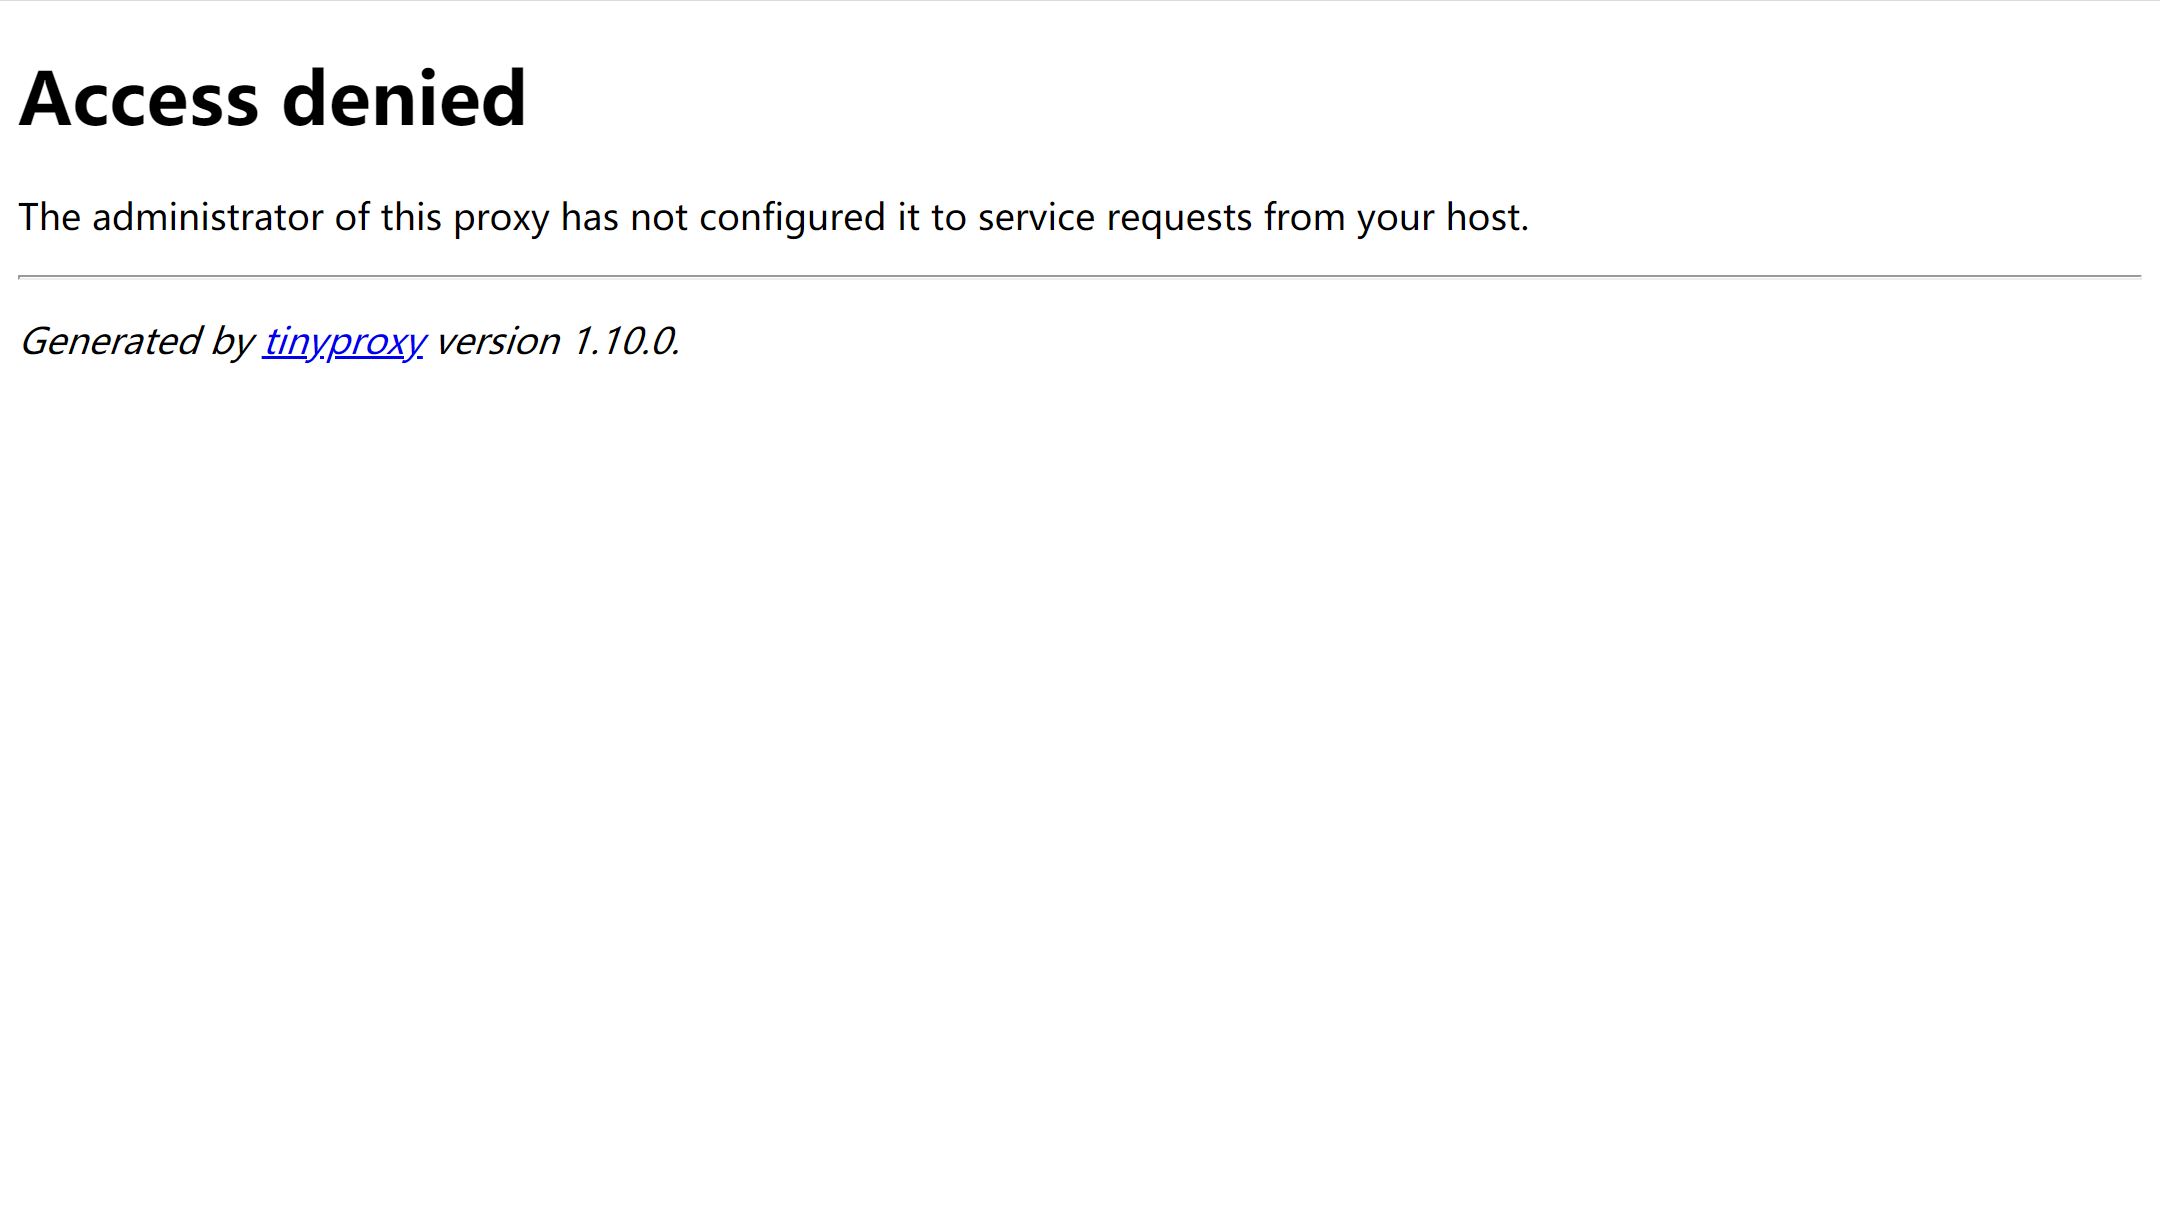 Access denied
The administrator of this proxy has not configured it to service requests from your host.
Generated by tinyproxy version 1.10.0.